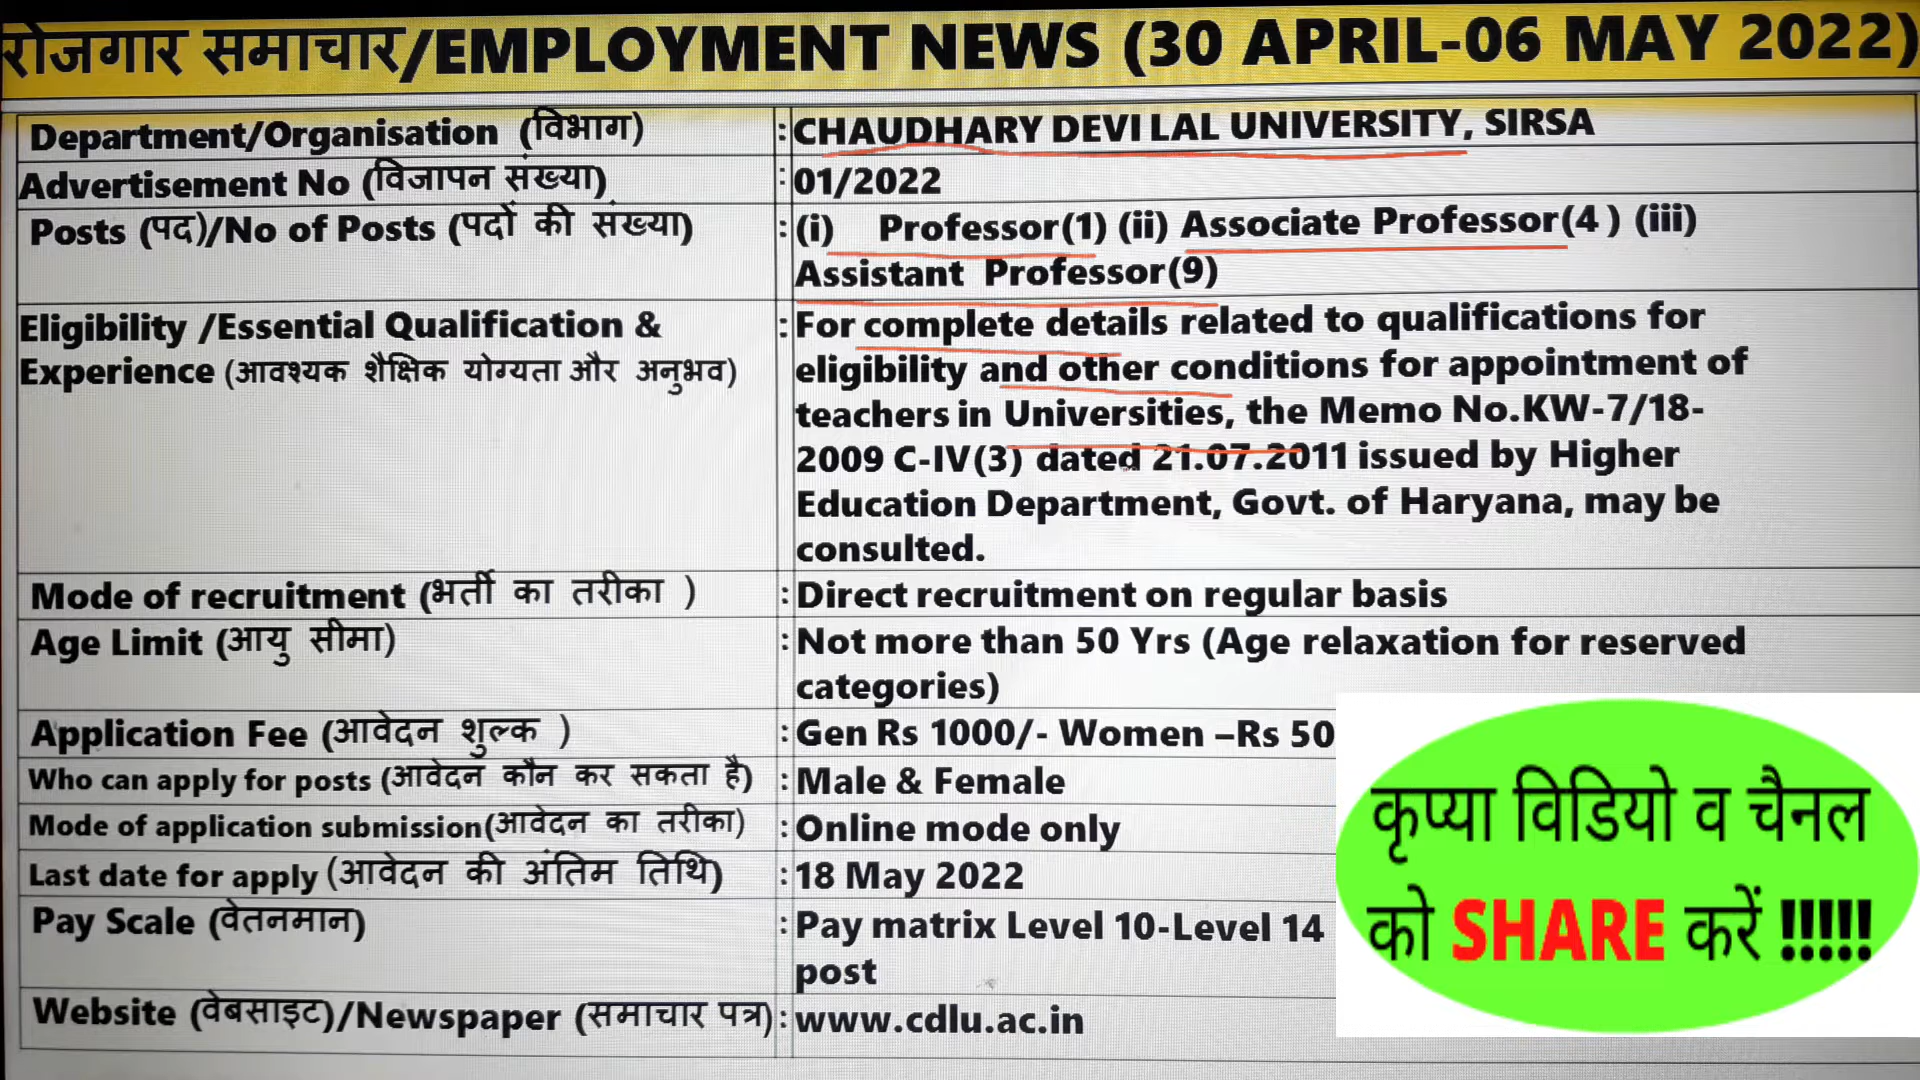 रोजगार समाचार/EMPLOYMENT NEWS (30 APRIL-06 MAY 2022)
Department/Organisation (विभाग) : CHAUDHARY DEVI LAL UNIVERSITY, SIRSA
Advertisement No (विजापन संख्या) : 01/2022
Posts (पद)/No of Posts (पदों की संख्या) : (i) Professor(1) (ii) Associate Professor(4 ) (iii)
Assistant Professor(9)
Eligibility /Essential Qualification &
Experience (आवश्यक शैक्षिक योग्यता और अनुभव)
: For complete details related to qualifications for
eligibility and other conditions for appointment of
teachers in Universities, the Memo No.KW-7/18-
2009 C-IV(3) dated 21.07.2011 issued by Higher
Education Department, Govt. of Haryana, may be
consulted.
Mode of recruitment (भर्ती का तरीका ) : Direct recruitment on regular basis
Age Limit (आयु सीमा) : Not more than 50 Yrs (Age relaxation for reserved
categories)
Application Fee (आवेदन शुल्क ) : Gen Rs 1000/- Women –Rs 50
Who can apply for posts (आवेदन कौन कर सकता है) : Male & Female
Mode of application submission(आवेदन का तरीका) : Online mode only
Last date for apply (आवेदन की अंतिम तिथि) : 18 May 2022
Pay Scale (वेतनमान) : Pay matrix Level 10-Level 14
post
Website (वेबसाइट)/Newspaper (समाचार पत्र) : www.cdlu.ac.in
कृप्या विडियो व चैनल
को SHARE करें !!!!!